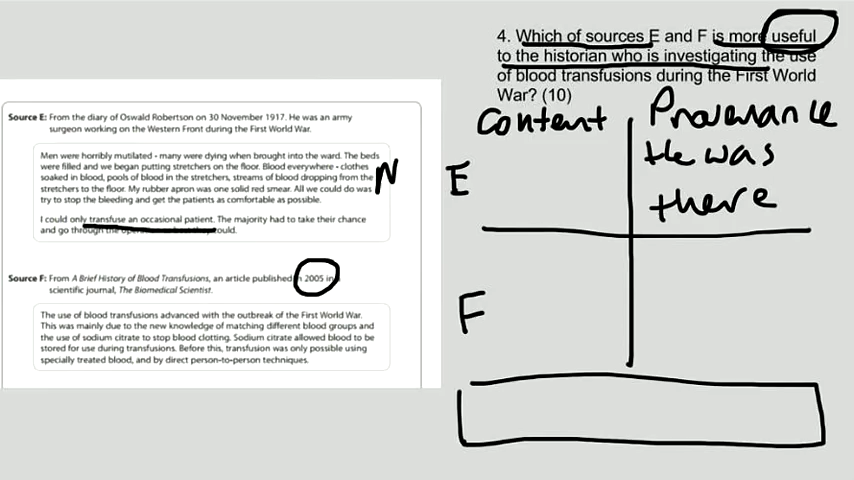 4. Which of sources E and F is more useful
to the historian who is investigating the use
of blood transfusions during the First World
War? (10)
Source E: From the diary of Oswald Robertson on 30 November 1917. He was an army
surgeon working on the Western Front during the First World War.
Men were horribly mutilated - many were dying when brought into the ward. The beds
were filled and we began putting stretchers on the floor. Blood everywhere - clothes
soaked in blood, pools of blood in the stretchers, streams of blood dropping from the
stretchers to the floor. My rubber apron was one solid red smear. All we could do was
try to stop the bleeding and get the patients as comfortable as possible.
I could only transfuse an occasional patient. The majority had to take their chance
and go through the
could.
N
Source F: From A Brief History of Blood Transfusions, an article published in 2005 in
scientific journal, The Biomedical Scientist.
The use of blood transfusions advanced with the outbreak of the First World War.
This was mainly due to the new knowledge of matching different blood groups and
the use of sodium citrate to stop blood clotting. Sodium citrate allowed blood to be
stored for use during transfusions. Before this, transfusion was only possible using
specially treated blood, and by direct person-to-person techniques.
Content
Provenance
E
He was
there
F